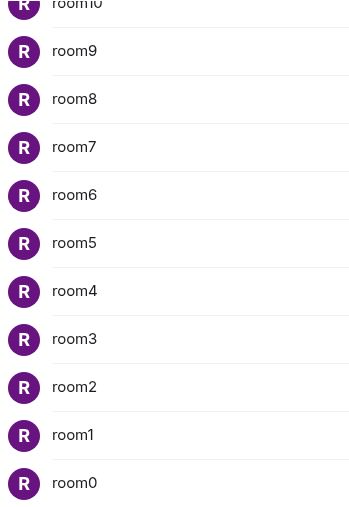 R room10
R room9
R room8
R room7
R room6
R room5
R room4
R room3
R room2
R room1
R room0